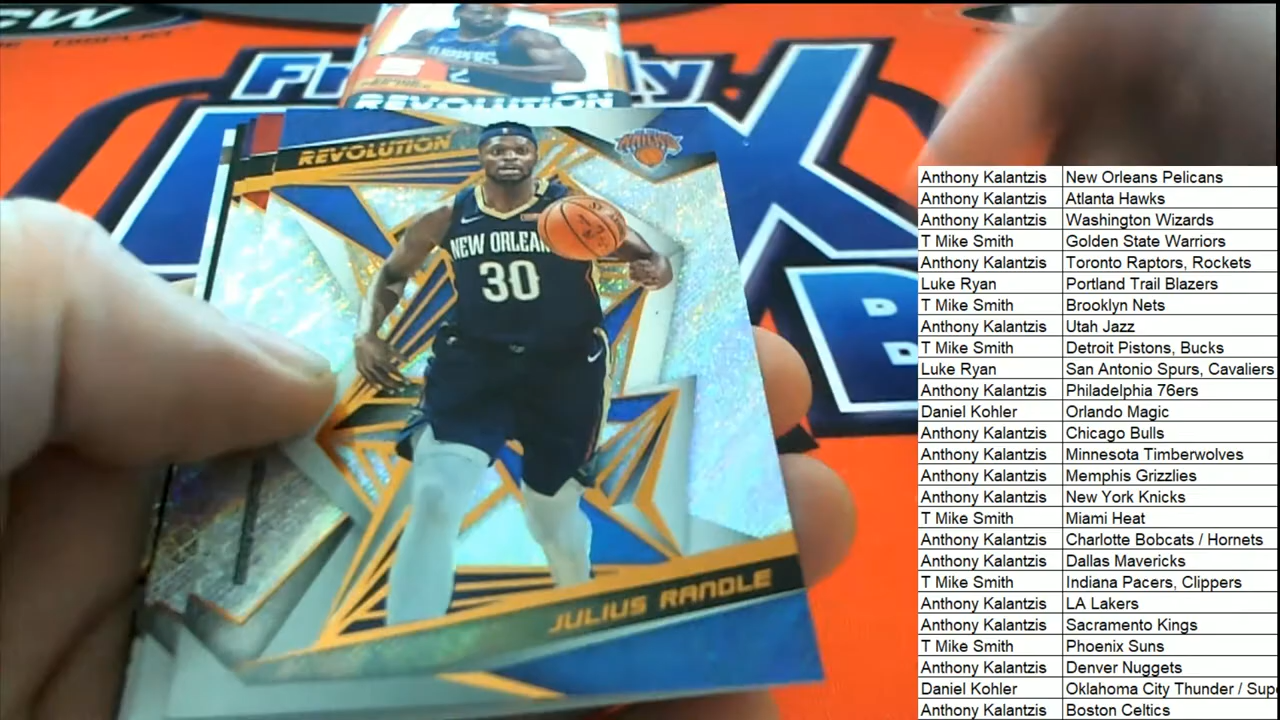 CLIPPERS
2
REVOLUTION
REVOLUTION
KNICKS
NEW ORLEAN
30
JULIUS RANDLE
Anthony Kalantzis New Orleans Pelicans
Anthony Kalantzis Atlanta Hawks
Anthony Kalantzis Washington Wizards
T Mike Smith Golden State Warriors
Anthony Kalantzis Toronto Raptors, Rockets
Luke Ryan Portland Trail Blazers
T Mike Smith Brooklyn Nets
Anthony Kalantzis Utah Jazz
T Mike Smith Detroit Pistons, Bucks
Luke Ryan San Antonio Spurs, Cavaliers
Anthony Kalantzis Philadelphia 76ers
Daniel Kohler Orlando Magic
Anthony Kalantzis Chicago Bulls
Anthony Kalantzis Minnesota Timberwolves
Anthony Kalantzis Memphis Grizzlies
Anthony Kalantzis New York Knicks
T Mike Smith Miami Heat
Anthony Kalantzis Charlotte Bobcats / Hornets
Anthony Kalantzis Dallas Mavericks
T Mike Smith Indiana Pacers, Clippers
Anthony Kalantzis LA Lakers
Anthony Kalantzis Sacramento Kings
T Mike Smith Phoenix Suns
Anthony Kalantzis Denver Nuggets
Daniel Kohler Oklahoma City Thunder / Sup
Anthony Kalantzis Boston Celtics